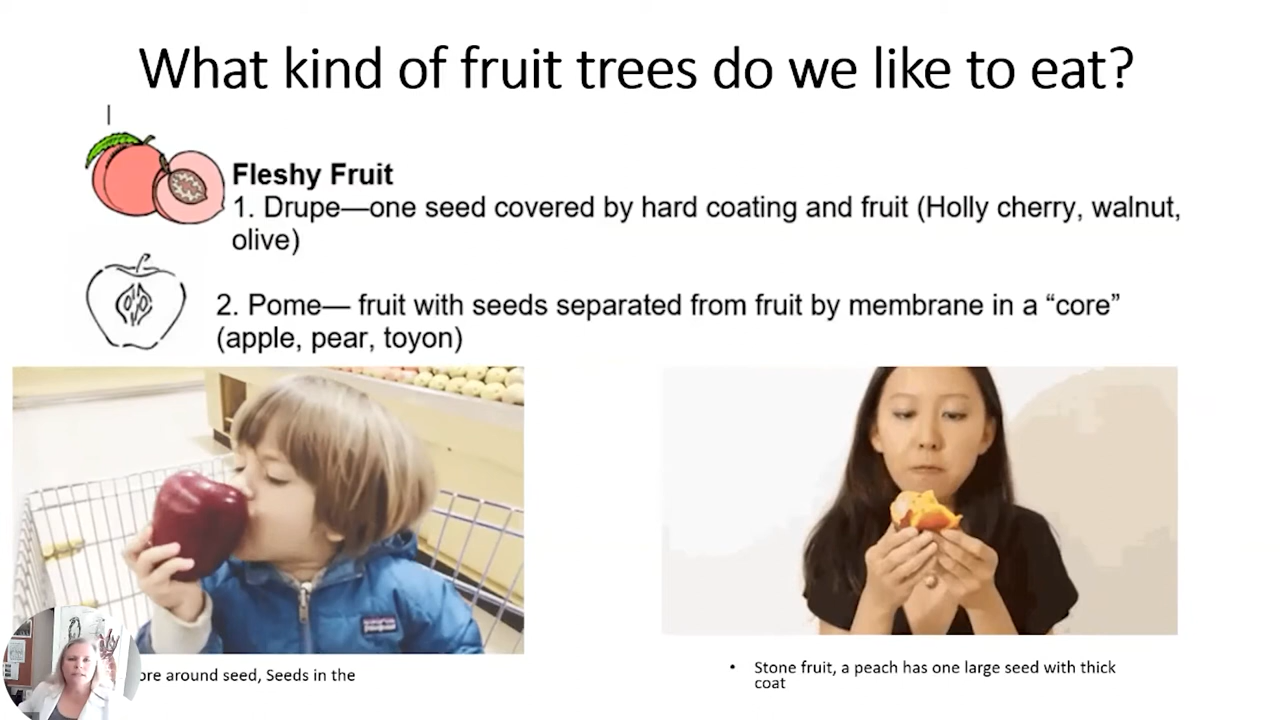 What kind of fruit trees do we like to eat?
Fleshy Fruit
1. Drupe—one seed covered by hard coating and fruit (Holly cherry, walnut,
olive)
2. Pome— fruit with seeds separated from fruit by membrane in a “core”
(apple, pear, toyon)
around seed, Seeds in the
• Stone fruit, a peach has one large seed with thick
coat